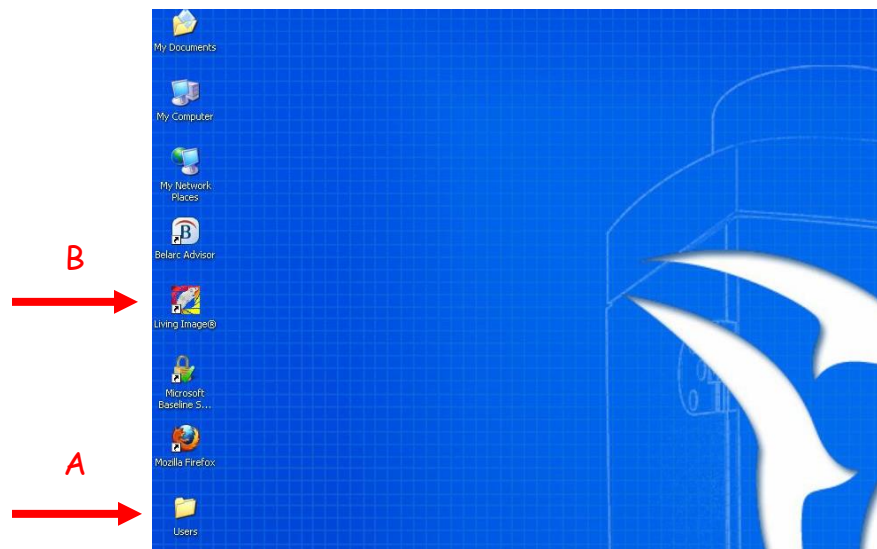 My Documents
My Computer
My Network
Places
B
Belarc Advisor
B
Living Image®
Microsoft
Baseline S...
Mozilla Firefox
A
Users